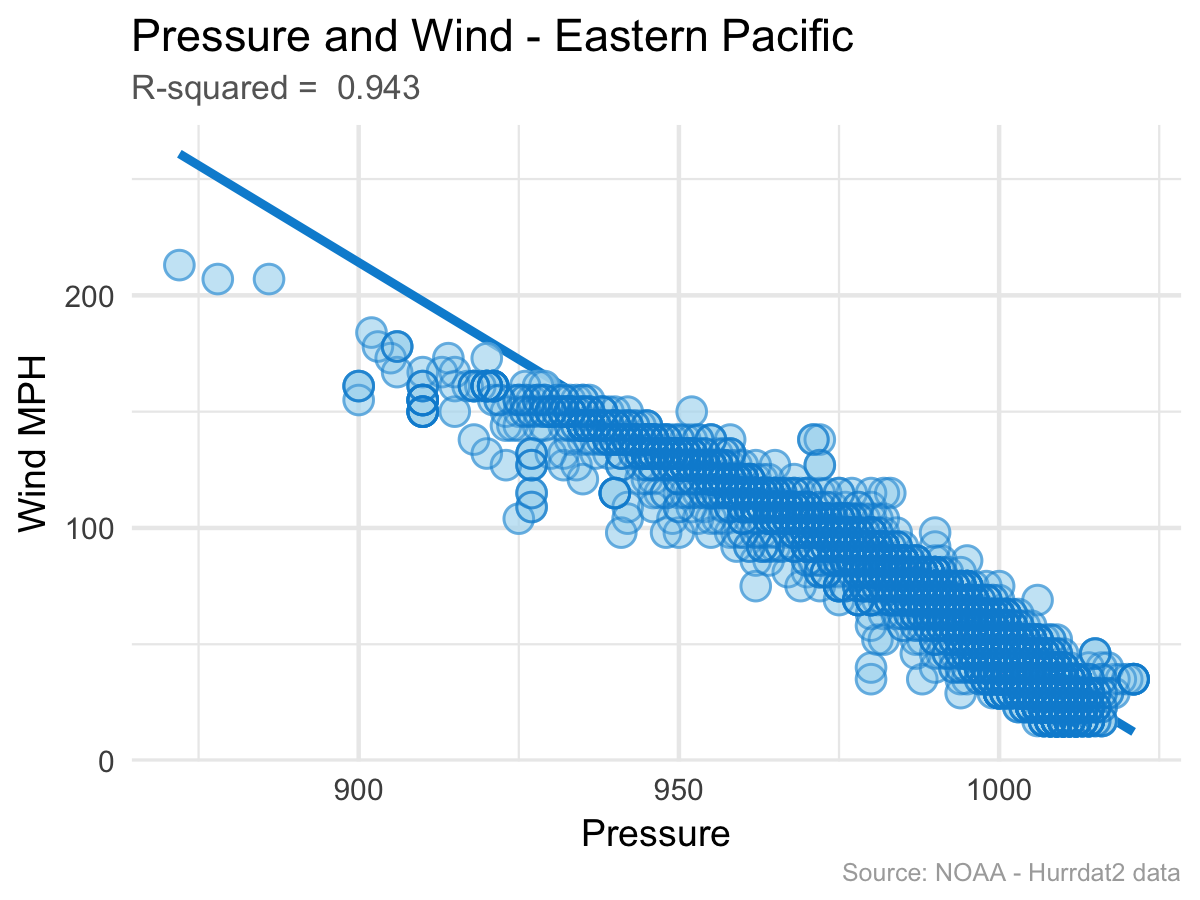 Pressure and Wind - Eastern Pacific
R-squared =  0.943
Wind MPH
200
100
0
900 950 1000
Pressure
Source: NOAA - Hurrdat2 data